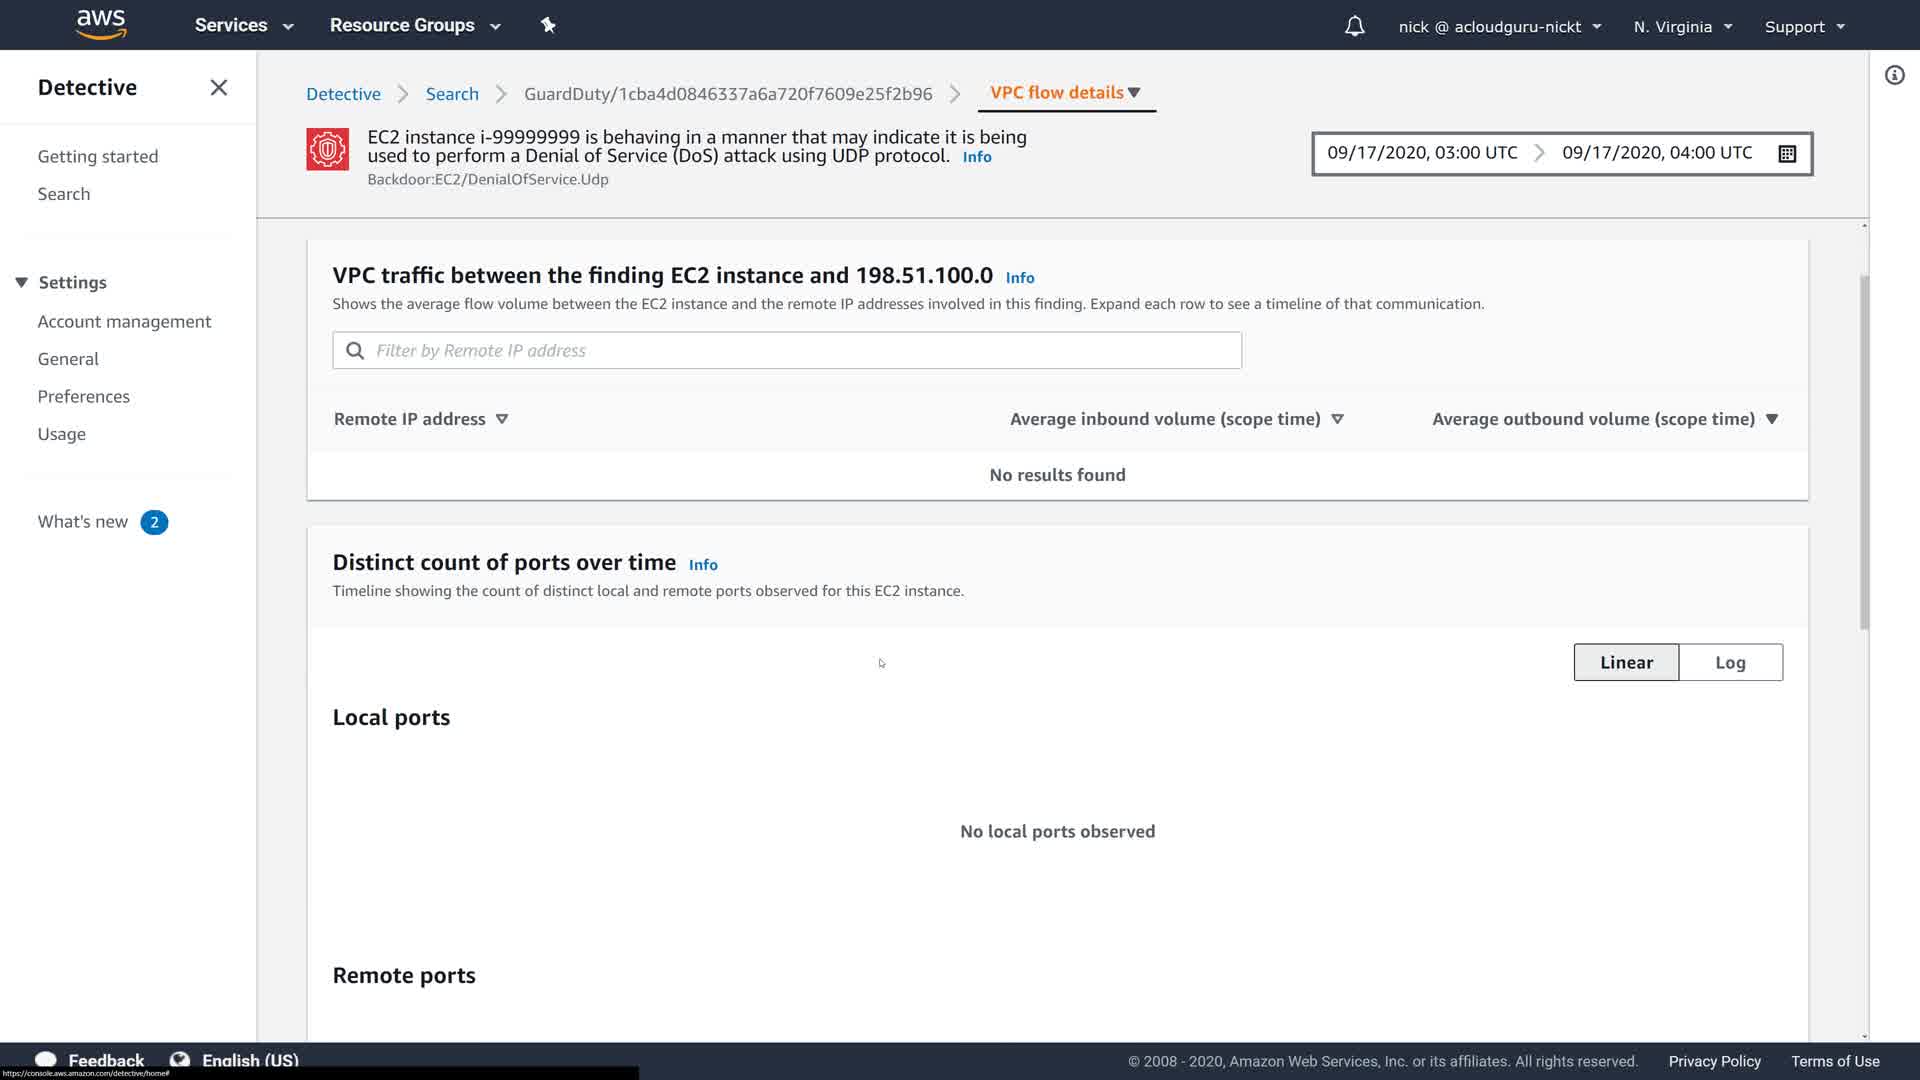 aws
Services
Resource Groups
nick @ acloudguru-nickt
N. Virginia
Support
Detective
Getting started
Search
Settings
Account management
General
Preferences
Usage
What's new 2
Detective
Search
GuardDuty/1cba4d0846337a6a720f7609e25f2b96
VPC flow details
EC2 instance i-99999999 is behaving in a manner that may indicate it is being
used to perform a Denial of Service (DoS) attack using UDP protocol. Info
Backdoor:EC2/DenialOfService.Udp
09/17/2020, 03:00 UTC
09/17/2020, 04:00 UTC
VPC traffic between the finding EC2 instance and 198.51.100.0 Info
Shows the average flow volume between the EC2 instance and the remote IP addresses involved in this finding. Expand each row to see a timeline of that communication.
Filter by Remote IP address
Remote IP address
Average inbound volume (scope time)
Average outbound volume (scope time)
No results found
Distinct count of ports over time Info
Timeline showing the count of distinct local and remote ports observed for this EC2 instance.
Linear
Log
Local ports
No local ports observed
Remote ports
Feedback
English (US)
© 2008 - 2020, Amazon Web Services, Inc. or its affiliates. All rights reserved.
Privacy Policy
Terms of Use
https://console.aws.amazon.com/detective/home#